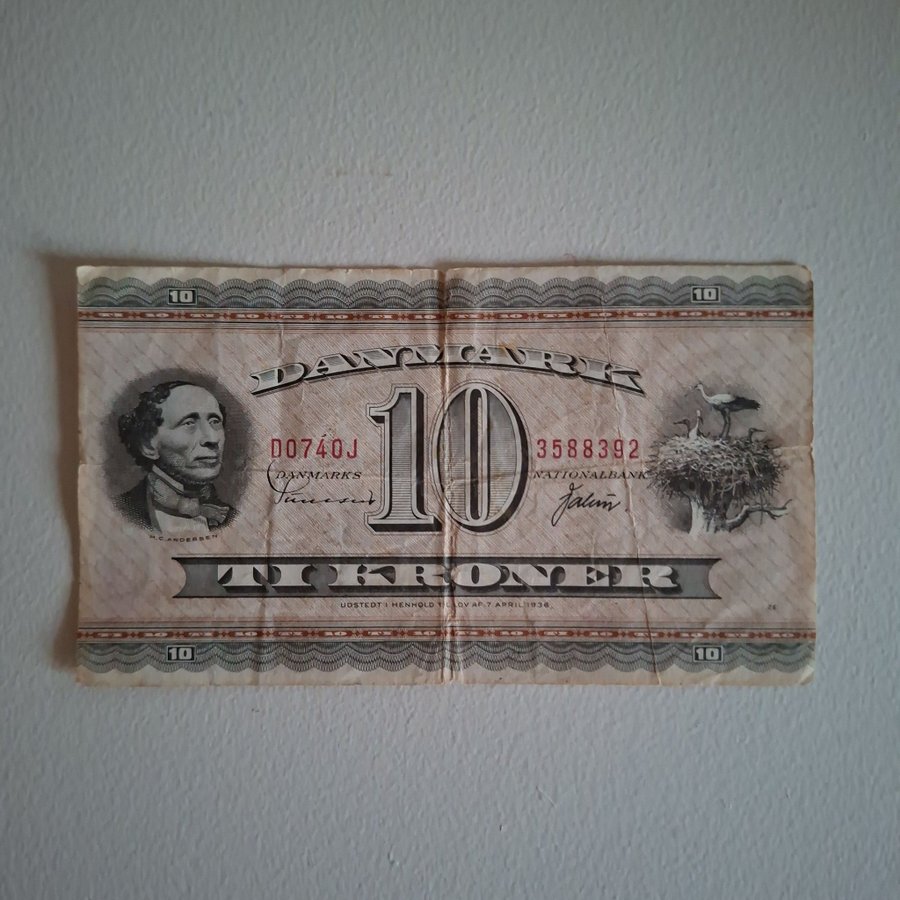 10 10
DANMARK
10
D0740J 3588392
DANMARKS NATIONALBANK
H.C. ANDERSEN
TI KRONER
UDSTEDT I HENHOLD TIL LOV AF 7. APRIL 1936.
10 10